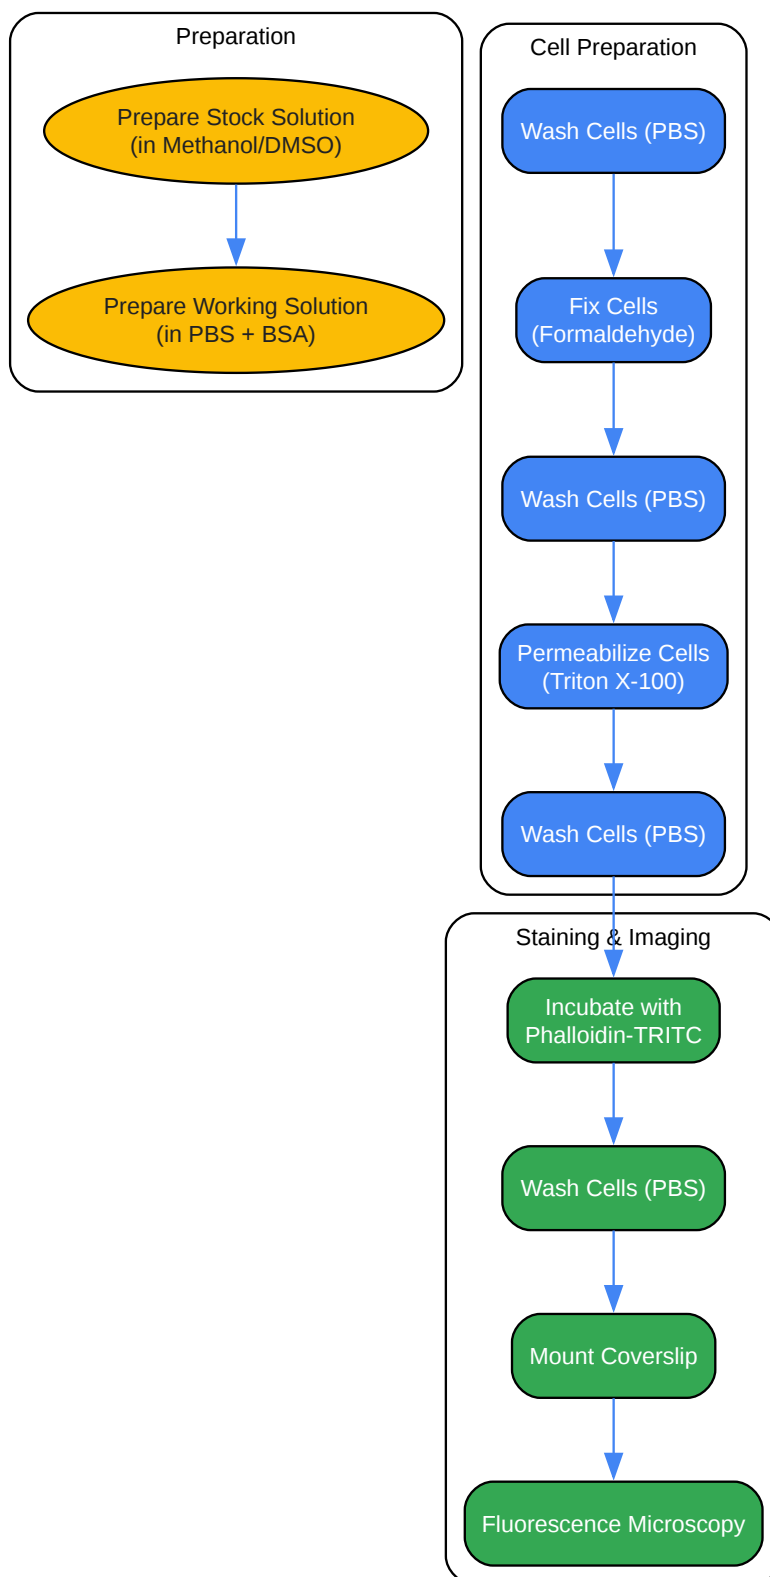 Preparation
Prepare Stock Solution
(in Methanol/DMSO)
Prepare Working Solution
(in PBS + BSA)
Cell Preparation
Wash Cells (PBS)
Fix Cells
(Formaldehyde)
Wash Cells (PBS)
Permeabilize Cells
(Triton X-100)
Wash Cells (PBS)
Staining & Imaging
Incubate with
Phalloidin-TRITC
Wash Cells (PBS)
Mount Coverslip
Fluorescence Microscopy